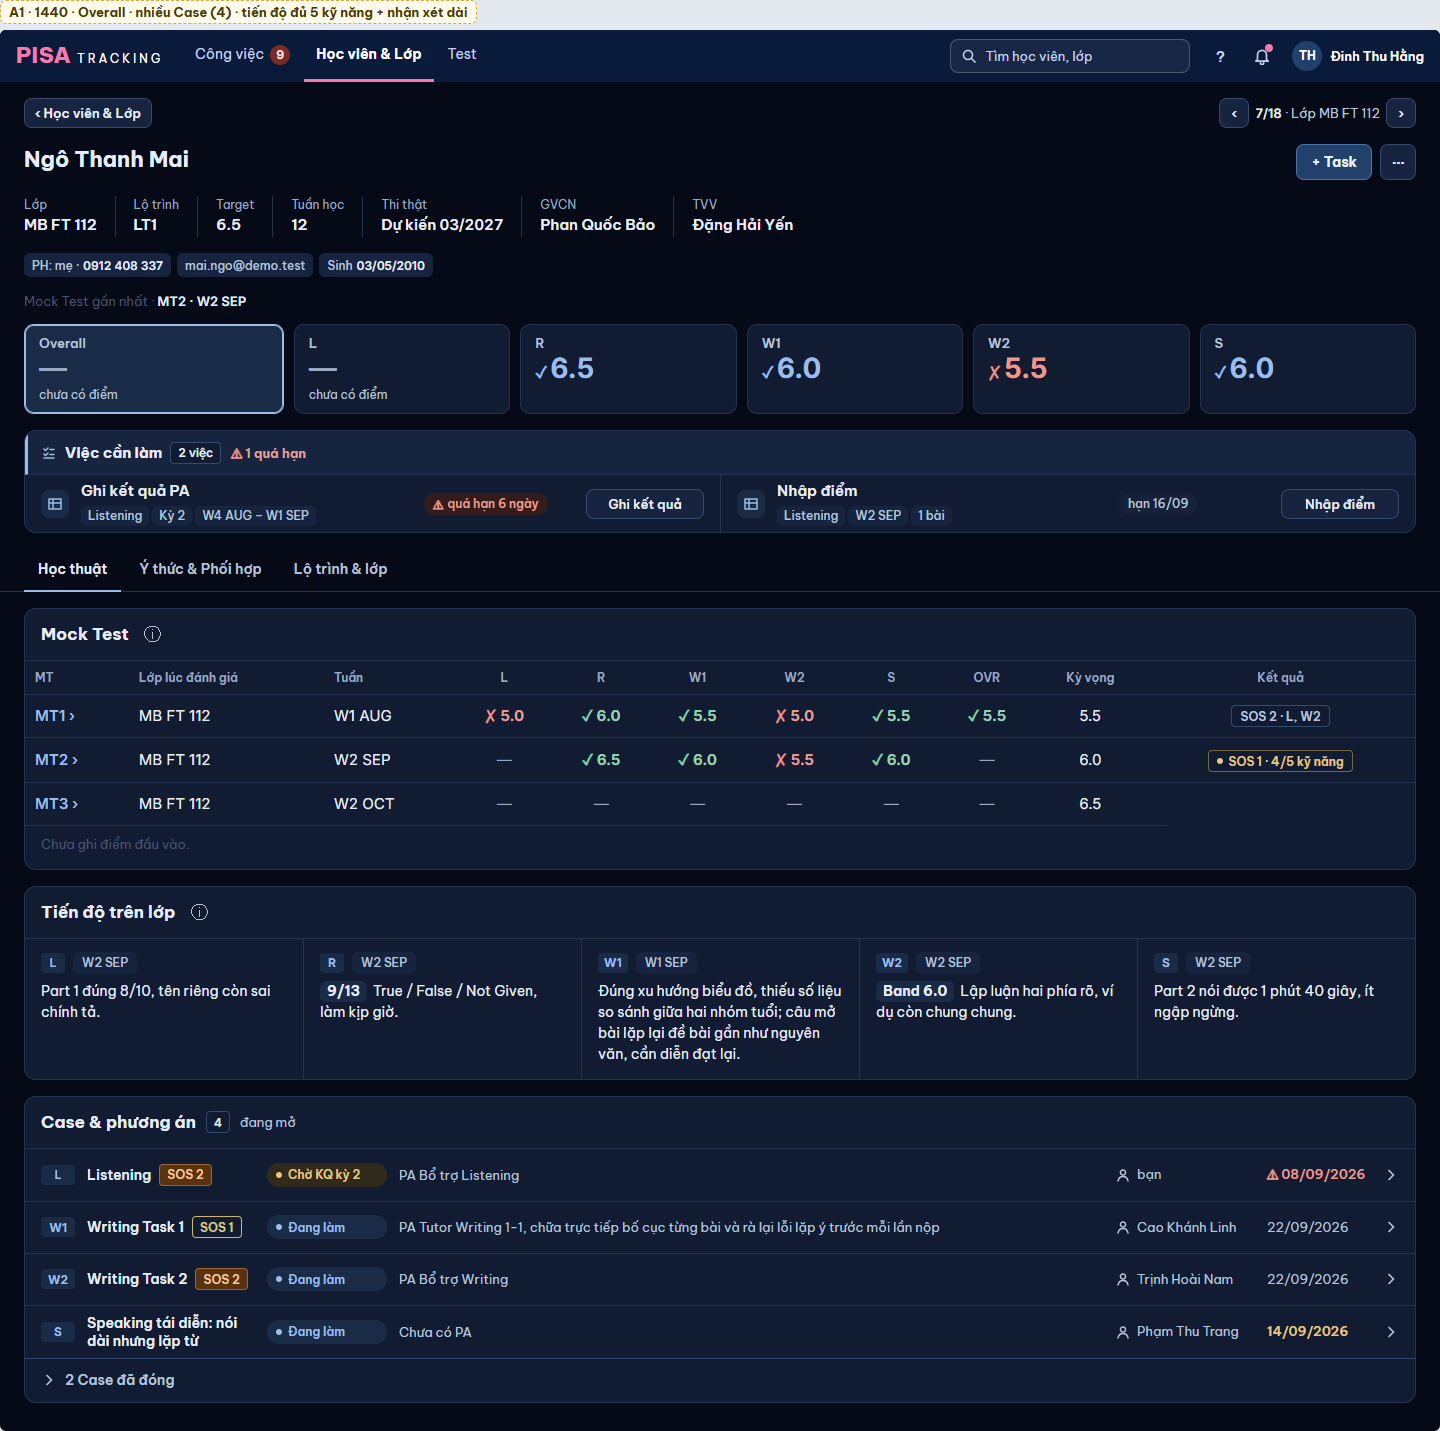 A1 · 1440 · Overall · nhiều Case (4) · tiến độ đủ 5 kỹ năng + nhận xét dài
PISA TRACKING Công việc 9 Học viên & Lớp Test Tìm học viên, lớp ? TH Đinh Thu Hằng
‹ Học viên & Lớp ‹ 7/18 · Lớp MB FT 112 ›
Ngô Thanh Mai + Task ···
Lớp Lộ trình Target Tuần học Thi thật GVCN TVV
MB FT 112 LT1 6.5 12 Dự kiến 03/2027 Phan Quốc Bảo Đặng Hải Yến
PH: mẹ · 0912 408 337 mai.ngo@demo.test Sinh 03/05/2010
Mock Test gần nhất · MT2 · W2 SEP
Overall L R W1 W2 S
— — ✓6.5 ✓6.0 ✗5.5 ✓6.0
chưa có điểm chưa có điểm
Việc cần làm 2 việc ⚠ 1 quá hạn
Ghi kết quả PA ⚠ quá hạn 6 ngày Ghi kết quả
Listening Kỳ 2 W4 AUG – W1 SEP
Nhập điểm hạn 16/09 Nhập điểm
Listening W2 SEP 1 bài
Học thuật Ý thức & Phối hợp Lộ trình & lớp
Mock Test ⓘ
MT Lớp lúc đánh giá Tuần L R W1 W2 S OVR Kỳ vọng Kết quả
MT1 › MB FT 112 W1 AUG ✗ 5.0 ✓ 6.0 ✓ 5.5 ✗ 5.0 ✓ 5.5 ✓ 5.5 5.5 SOS 2 · L, W2
MT2 › MB FT 112 W2 SEP — ✓ 6.5 ✓ 6.0 ✗ 5.5 ✓ 6.0 — 6.0 • SOS 1 · 4/5 kỹ năng
MT3 › MB FT 112 W2 OCT — — — — — — 6.5
Chưa ghi điểm đầu vào.
Tiến độ trên lớp ⓘ
L W2 SEP
Part 1 đúng 8/10, tên riêng còn sai
chính tả.
R W2 SEP
9/13 True / False / Not Given,
làm kịp giờ.
W1 W1 SEP
Đúng xu hướng biểu đồ, thiếu số liệu
so sánh giữa hai nhóm tuổi; câu mở
bài lặp lại đề bài gần như nguyên
văn, cần diễn đạt lại.
W2 W2 SEP
Band 6.0 Lập luận hai phía rõ, ví
dụ còn chung chung.
S W2 SEP
Part 2 nói được 1 phút 40 giây, ít
ngập ngừng.
Case & phương án 4 đang mở
L Listening SOS 2 • Chờ KQ kỳ 2 PA Bổ trợ Listening bạn ⚠ 08/09/2026 ›
W1 Writing Task 1 SOS 1 • Đang làm PA Tutor Writing 1-1, chữa trực tiếp bố cục từng bài và rà lại lỗi lặp ý trước mỗi lần nộp Cao Khánh Linh 22/09/2026 ›
W2 Writing Task 2 SOS 2 • Đang làm PA Bổ trợ Writing Trịnh Hoài Nam 22/09/2026 ›
S Speaking tái diễn: nói
dài nhưng lặp từ • Đang làm Chưa có PA Phạm Thu Trang 14/09/2026 ›
› 2 Case đã đóng